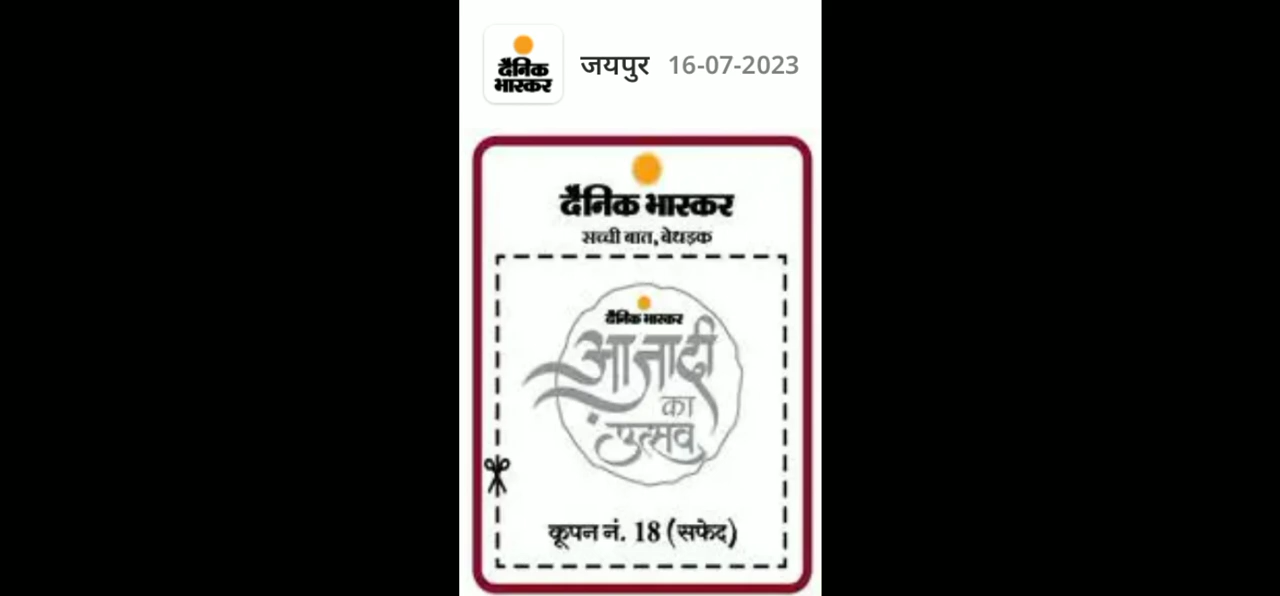 दैनिक
भास्कर
जयपुर 16-07-2023
दैनिक भास्कर
सच्ची बात, बेधड़क
दैनिक भास्कर
आज़ादी
का
उत्सव
कूपन नं. 18 (सफेद)